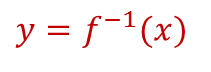 y = f⁻¹(x)